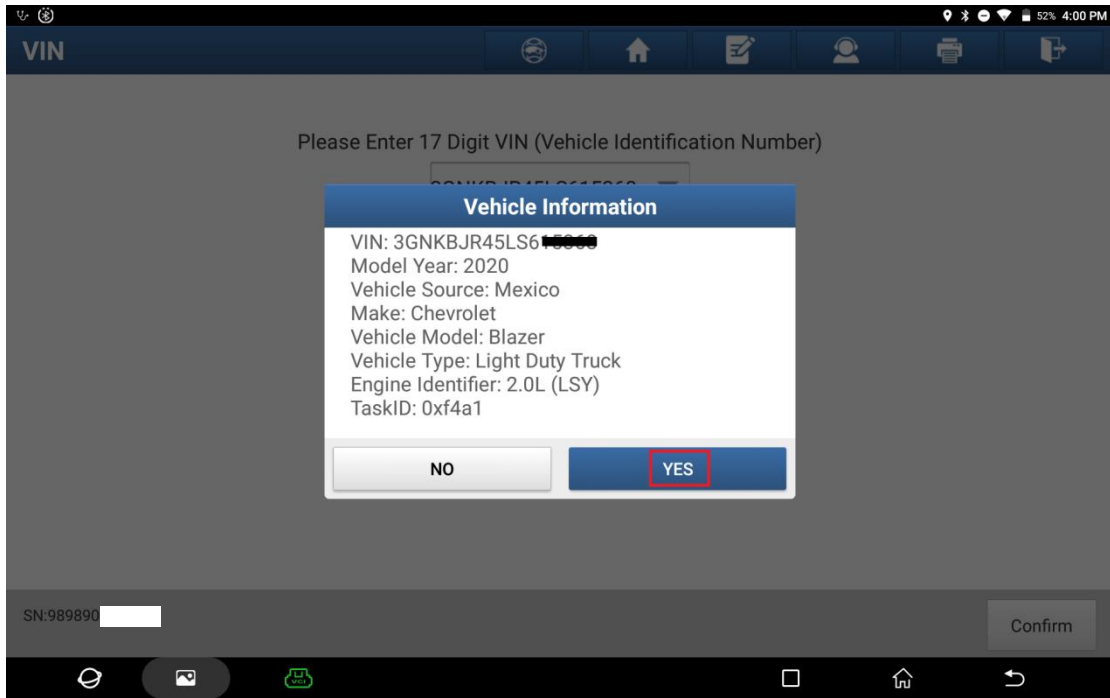 52% 4:00 PM
VIN
Please Enter 17 Digit VIN (Vehicle Identification Number)
Vehicle Information
VIN: 3GNKBJR45LS6
Model Year: 2020
Vehicle Source: Mexico
Make: Chevrolet
Vehicle Model: Blazer
Vehicle Type: Light Duty Truck
Engine Identifier: 2.0L (LSY)
TaskID: 0xf4a1
NO
YES
SN:989890
Confirm
VCI